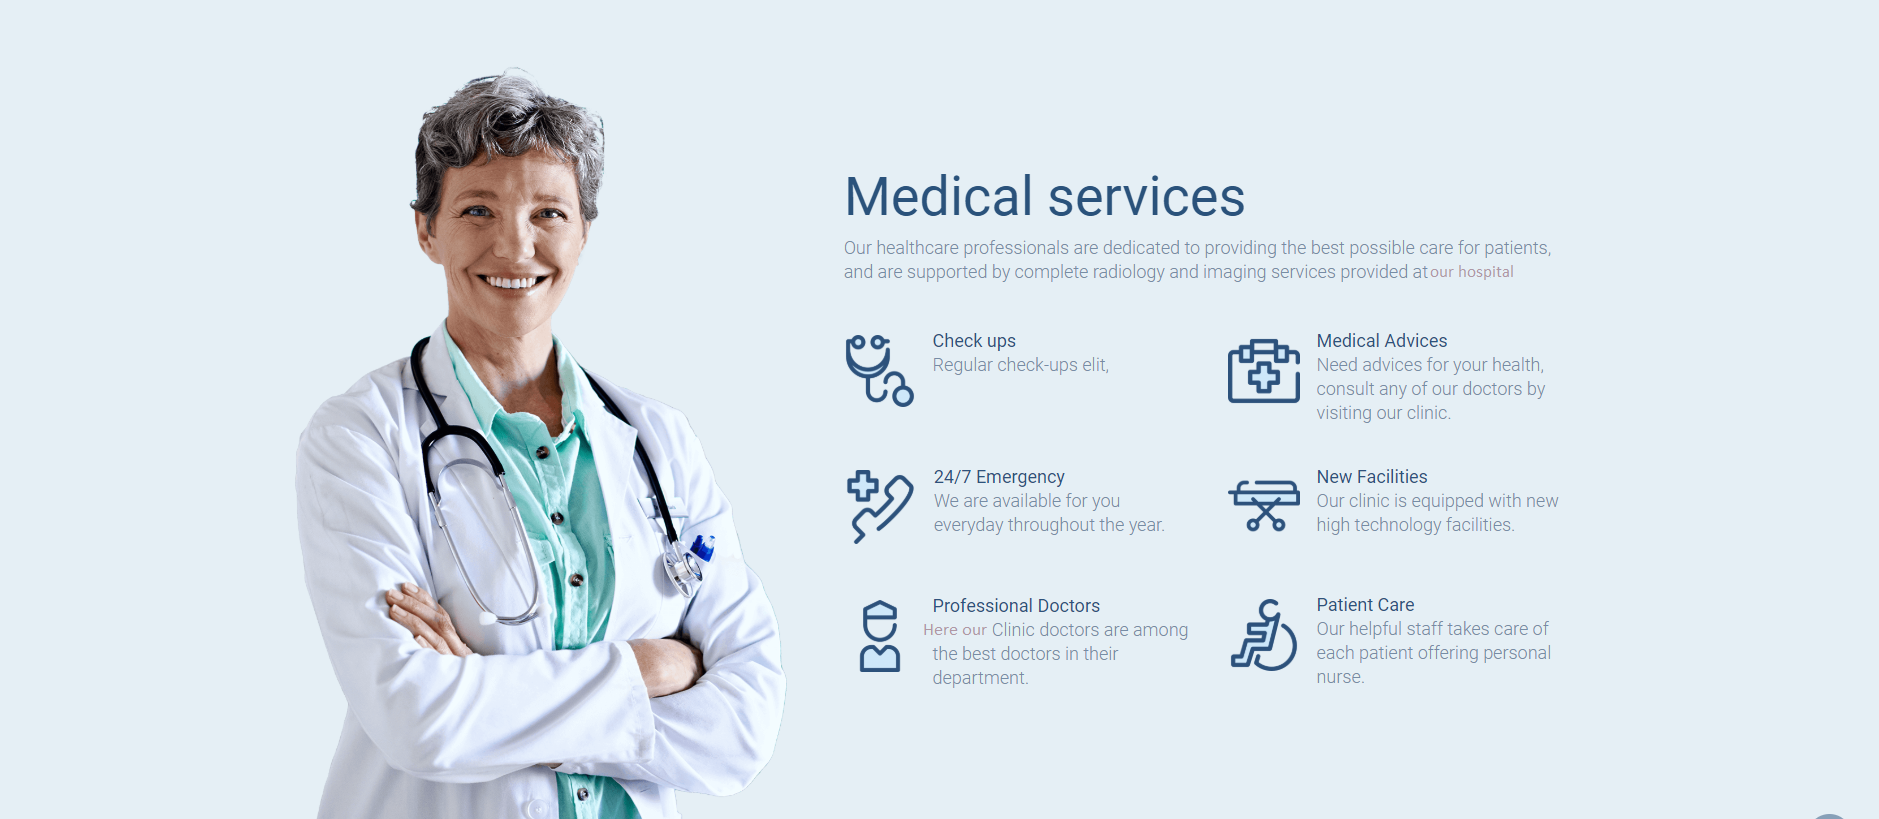 Medical services
Our healthcare professionals are dedicated to providing the best possible care for patients,
and are supported by complete radiology and imaging services provided at our hospital
Check ups
Regular check-ups elit,
Medical Advices
Need advices for your health,
consult any of our doctors by
visiting our clinic.
24/7 Emergency
We are available for you
everyday throughout the year.
New Facilities
Our clinic is equipped with new
high technology facilities.
Professional Doctors
Here our Clinic doctors are among
the best doctors in their
department.
Patient Care
Our helpful staff takes care of
each patient offering personal
nurse.